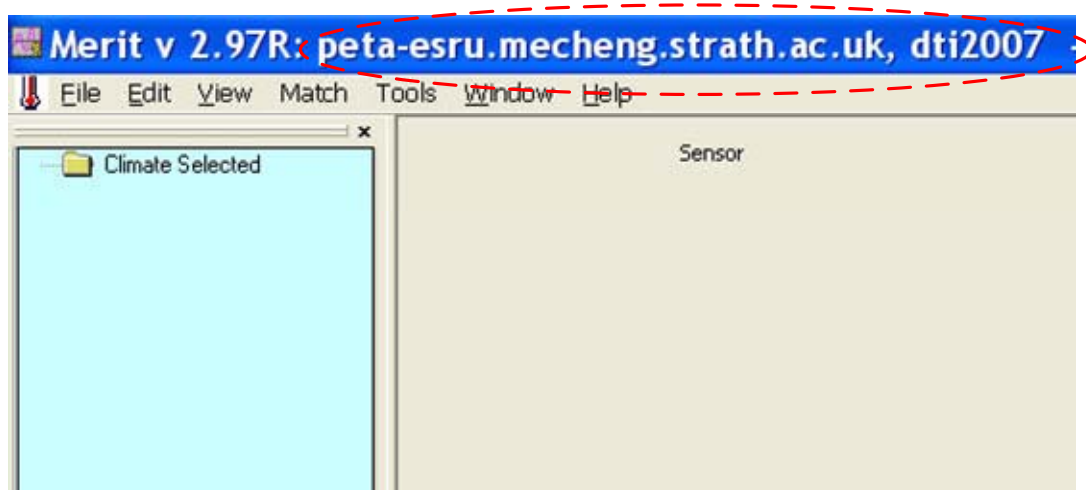 Merit v 2.97R: peta-esru.mecheng.strath.ac.uk, dti2007 -
File Edit View Match Tools Window Help
x
Climate Selected
Sensor